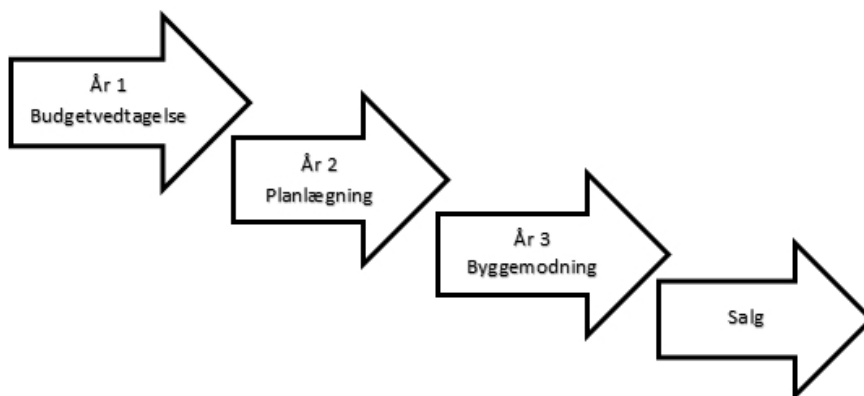 År 1
Budgetvedtagelse
År 2
Planlægning
År 3
Byggemodning
Salg